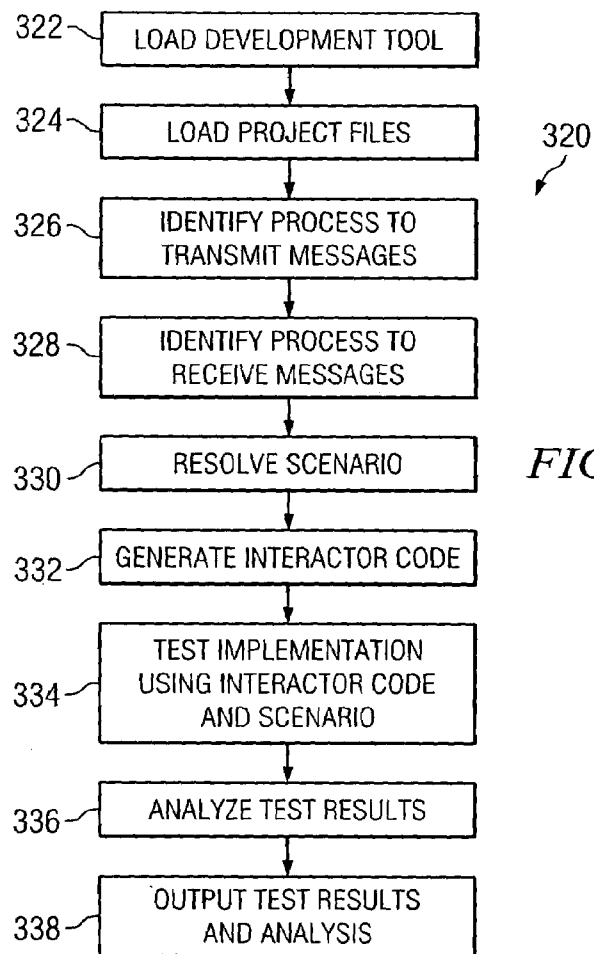 322
LOAD DEVELOPMENT TOOL
324
LOAD PROJECT FILES
320
326
IDENTIFY PROCESS TO
TRANSMIT MESSAGES
328
IDENTIFY PROCESS TO
RECEIVE MESSAGES
330
RESOLVE SCENARIO
FIG
332
GENERATE INTERACTOR CODE
334
TEST IMPLEMENTATION
USING INTERACTOR CODE
AND SCENARIO
336
ANALYZE TEST RESULTS
338
OUTPUT TEST RESULTS
AND ANALYSIS